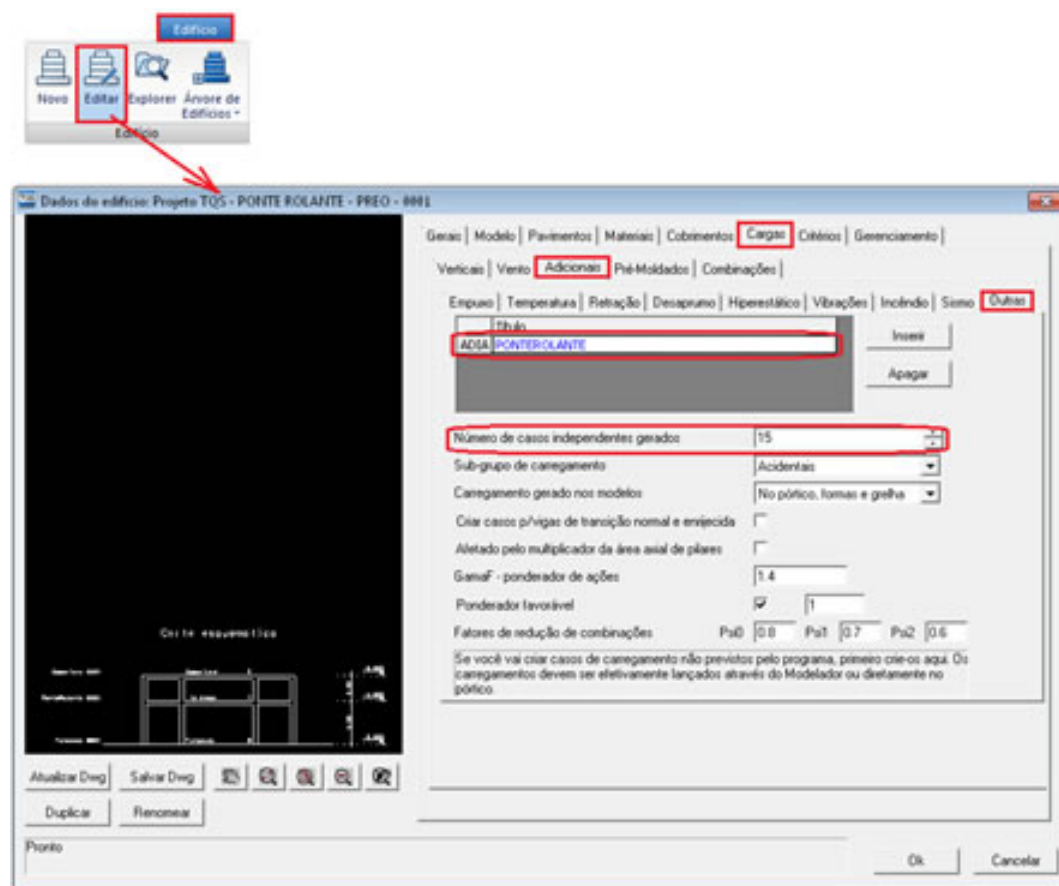 Edifício
Novo Editar Explorer Árvore de Edifícios
Edifício
Dados do edifício: Projeto TQS - PONTE ROLANTE - PREO - 0001
Gerais Modelo Pavimentos Materiais Cobrimentos Cargas Critérios Gerenciamento
Verticais Vento Adicionais Pré-Moldados Combinações
Empuxo Temperatura Retração Desaprumo Hiperestático Vibrações Incêndio Sismo Outras
Título
ADIA PONTEROLANTE
Inserir
Apagar
Número de casos independentes gerados 15
Sub-grupo de carregamento Acidentais
Carregamento gerado nos modelos No pórtico, formas e grelha
Criar casos p/vigas de transição normal e enrijecida
Afetado pelo multiplicador da área axial de pilares
GamaF - ponderador de ações 1.4
Ponderador favorável 1
Fatores de redução de combinações Psi0 0.8 Psi1 0.7 Psi2 0.6
Se você vai criar casos de carregamento não previstos pelo programa, primeiro crie-os aqui. Os
carregamentos devem ser efetivamente lançados através do Modelador ou diretamente no
pórtico.
Corte esquematico
Atualizar Dwg Salvar Dwg
Duplicar Renomear
Pronto
Ok Cancelar